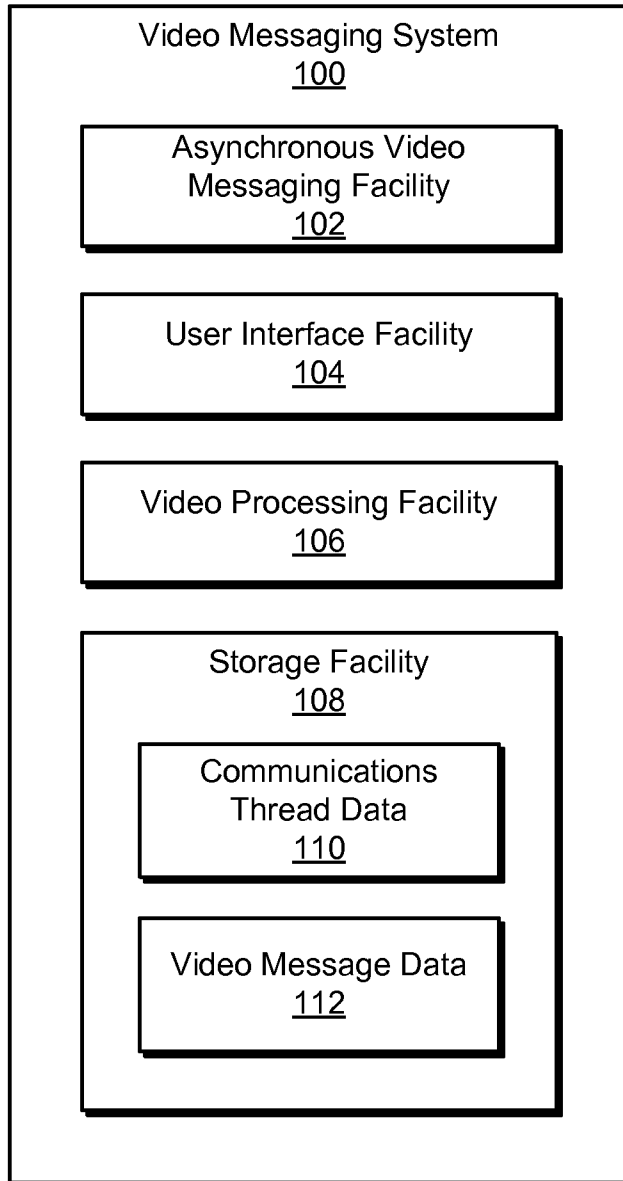 Video Messaging System
100
Asynchronous Video
Messaging Facility
102
User Interface Facility
104
Video Processing Facility
106
Storage Facility
108
Communications
Thread Data
110
Video Message Data
112